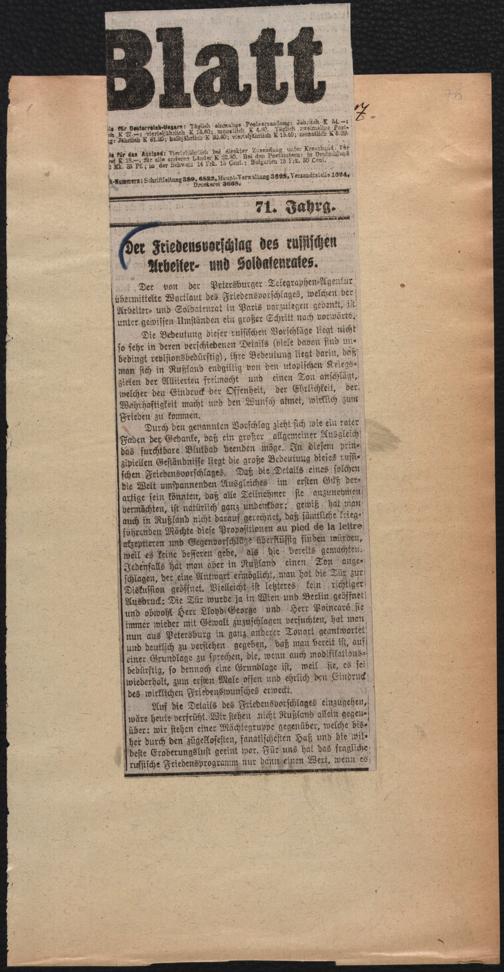 Blatt
für Oesterreich-Ungarn: Täglich einmalige Postversendung: Jährlich K 54.—;
71. Jahrg.
Der Friedensvorschlag des russischen
Arbeiter- und Soldatenrates.
Der von der Petersburger Telegraphen-Agentur
übermittelte Wortlaut des Friedensvorschlages, welchen der
Arbeiter- und Soldatenrat in Paris vorzulegen gedenkt, ist
unter gewissen Umständen ein großer Schritt nach vorwärts.
Die Bedeutung dieser russischen Vorschläge liegt nicht
so sehr in deren verschiedenen Details (viele davon sind un-
bedingt revisionsbedürftig), ihre Bedeutung liegt darin, daß
man sich in Rußland endgiltig von den utopischen Kriegs-
zielen der Alliierten freimacht und einen Ton anschlägt,
welcher den Eindruck der Offenheit, der Ehrlichkeit, der
Wahrhaftigkeit macht und den Wunsch atmet, wirklich zum
Frieden zu kommen.
Durch den genannten Vorschlag zieht sich wie ein roter
Faden der Gedanke, daß ein großer allgemeiner Ausgleich
das furchtbare Blutbad beenden möge. In diesem prin-
zipiellen Geständnisse liegt die große Bedeutung dieses russi-
schen Friedensvorschlages. Daß die Details eines solchen
die Welt umspannenden Ausgleiches im ersten Guß der-
artige sein könnten, daß alle Teilnehmer sie anzunehmen
vermöchten, ist natürlich ganz undenkbar; gewiß hat man
auch in Rußland nicht darauf gerechnet, daß sämtliche krieg-
führenden Mächte diese Propositionen au pied de la lettre
akzeptieren und Gegenvorschläge überflüssig finden würden,
weil es keine besseren gebe, als die bereits gemachten.
Jedenfalls hat man aber in Rußland einen Ton ange-
schlagen, der eine Antwort ermöglicht, man hat die Tür zur
Diskussion geöffnet. Vielleicht ist letzteres kein richtiger
Ausdruck: Die Tür wurde ja in Wien und Berlin geöffnet
und obwohl Herr Lloyd George und Herr Poincaré sie
immer wieder mit Gewalt zuzuschlagen versuchten, hat man
nun aus Petersburg in ganz anderer Tonart geantwortet
und deutlich zu verstehen gegeben, daß man bereit ist, auf
einer Grundlage zu sprechen, die, wenn auch modifikations-
bedürftig, so dennoch eine Grundlage ist, weil sie, es sei
wiederholt, zum ersten Male offen und ehrlich den Eindruck
des wirklichen Friedenswunsches erweckt.
Auf die Details des Friedensvorschlages einzugehen,
wäre heute verfrüht. Wir stehen nicht Rußland allein gegen-
über; wir stehen einer Mächtegruppe gegenüber, welche bis-
her durch den zügellosesten, fanatischesten Haß und die wil-
deste Eroderungslust geeint war. Für uns hat das fragliche
russische Friedensprogramm nur dann einen Wert, wenn es